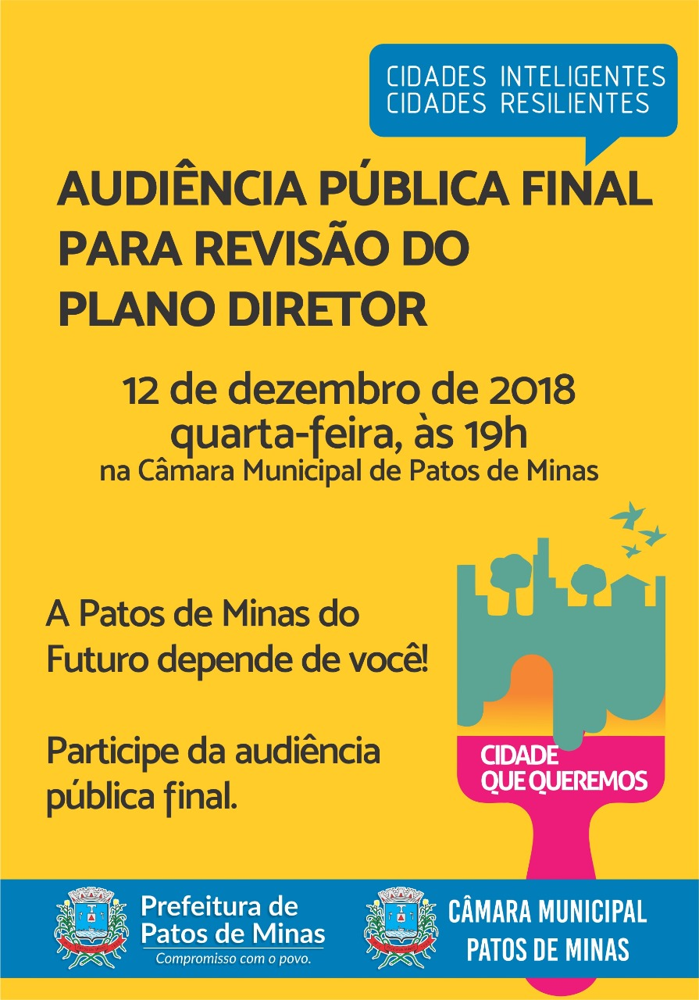 CIDADES INTELIGENTES
CIDADES RESILIENTES
AUDIÊNCIA PÚBLICA FINAL
PARA REVISÃO DO
PLANO DIRETOR
12 de dezembro de 2018
quarta-feira, às 19h
na Câmara Municipal de Patos de Minas
A Patos de Minas do
Futuro depende de você!
Participe da audiência
pública final.
CIDADE
QUE QUEREMOS
Prefeitura de
Patos de Minas
Compromisso com o povo.
CÂMARA MUNICIPAL
PATOS DE MINAS